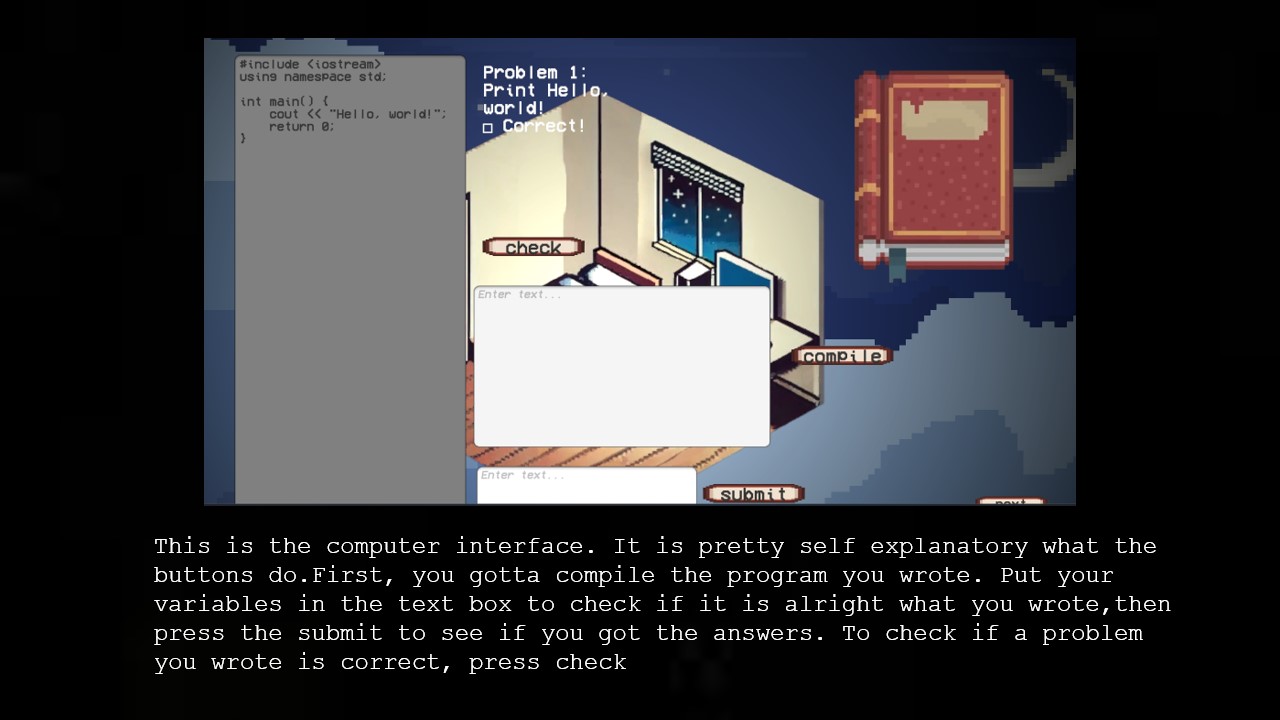 #include <iostream>
using namespace std;
int main() {
cout << "Hello, world!";
return 0;
}
Problem 1:
Print Hello,
world!
□ Correct!
check
Enter text...
compile
Enter text...
submit
next
This is the computer interface. It is pretty self explanatory what the
buttons do.First, you gotta compile the program you wrote. Put your
variables in the text box to check if it is alright what you wrote,then
press the submit to see if you got the answers. To check if a problem
you wrote is correct, press check